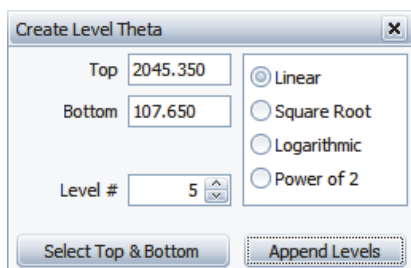 Create Level Theta
Top 2045.350
Bottom 107.650
Level # 5
Linear
Square Root
Logarithmic
Power of 2
Select Top & Bottom
Append Levels